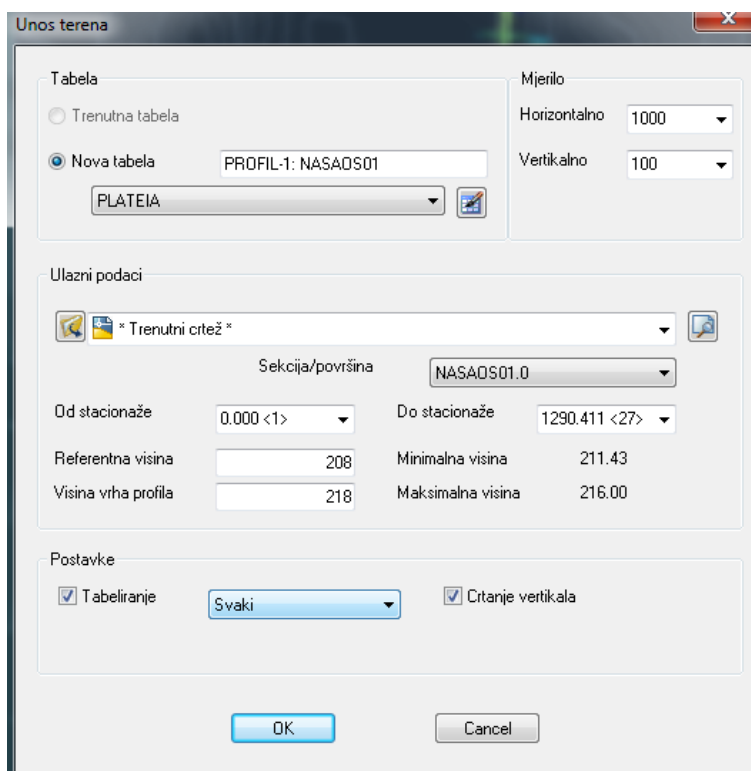 Unos terena
Tabela
Trenutna tabela
Nova tabela PROFIL-1: NASAOS01
PLATEIA
Mjerilo
Horizontalno 1000
Vertikalno 100
Ulazni podaci
* Trenutni crtež *
Sekcija/površina NASAOS01.0
Od stacionaže 0.000 <1> Do stacionaže 1290.411 <27>
Referentna visina 208 Minimalna visina 211.43
Visina vrha profila 218 Maksimalna visina 216.00
Postavke
Tabeliranje Svaki Crtanje vertikala
OK Cancel